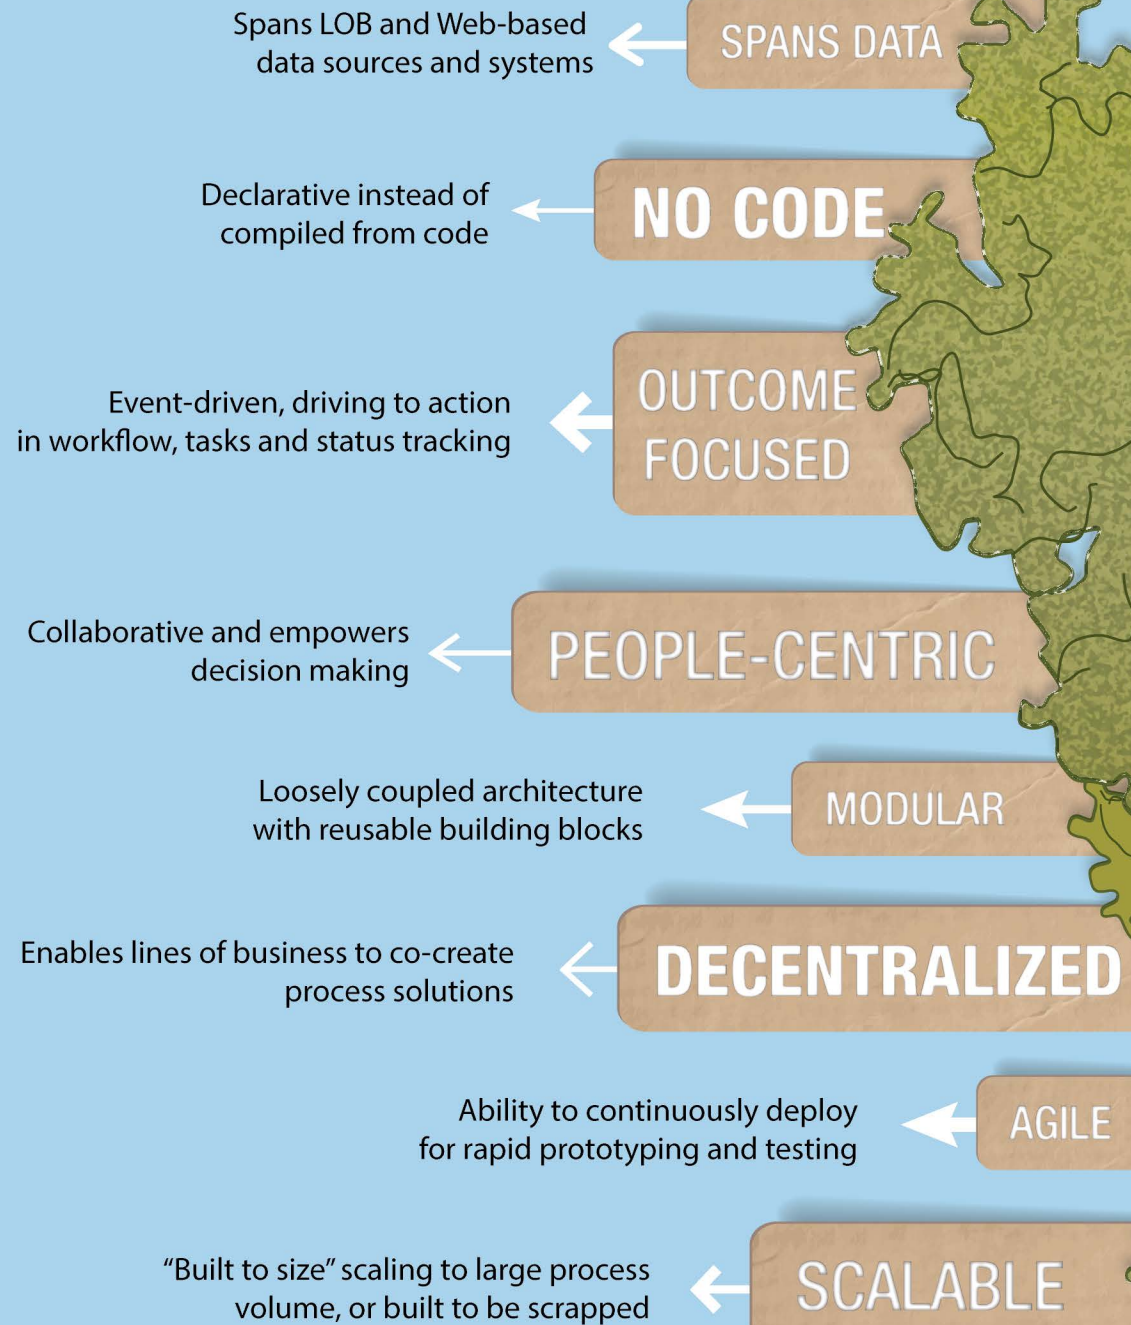 Spans LOB and Web-based
data sources and systems
SPANS DATA
Declarative instead of
compiled from code
NO CODE
Event-driven, driving to action
in workflow, tasks and status tracking
OUTCOME
FOCUSED
Collaborative and empowers
decision making
PEOPLE-CENTRIC
Loosely coupled architecture
with reusable building blocks
MODULAR
Enables lines of business to co-create
process solutions
DECENTRALIZED
Ability to continuously deploy
for rapid prototyping and testing
AGILE
“Built to size” scaling to large process
volume, or built to be scrapped
SCALABLE